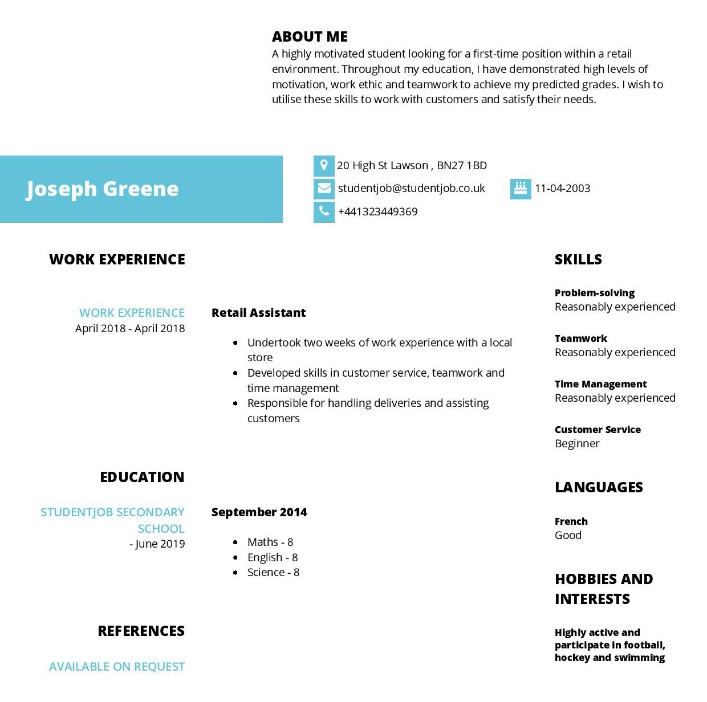 ABOUT ME
A highly motivated student looking for a first-time position within a retail
environment. Throughout my education, I have demonstrated high levels of
motivation, work ethic and teamwork to achieve my predicted grades. I wish to
utilise these skills to work with customers and satisfy their needs.
Joseph Greene
20 High St Lawson , BN27 1BD
studentjob@studentjob.co.uk
11-04-2003
+441323449369
WORK EXPERIENCE
WORK EXPERIENCE
April 2018 - April 2018
Retail Assistant
• Undertook two weeks of work experience with a local
store
• Developed skills in customer service, teamwork and
time management
• Responsible for handling deliveries and assisting
customers
EDUCATION
STUDENTJOB SECONDARY
SCHOOL
- June 2019
September 2014
• Maths - 8
• English - 8
• Science - 8
REFERENCES
AVAILABLE ON REQUEST
SKILLS
Problem-solving
Reasonably experienced
Teamwork
Reasonably experienced
Time Management
Reasonably experienced
Customer Service
Beginner
LANGUAGES
French
Good
HOBBIES AND
INTERESTS
Highly active and
participate in football,
hockey and swimming